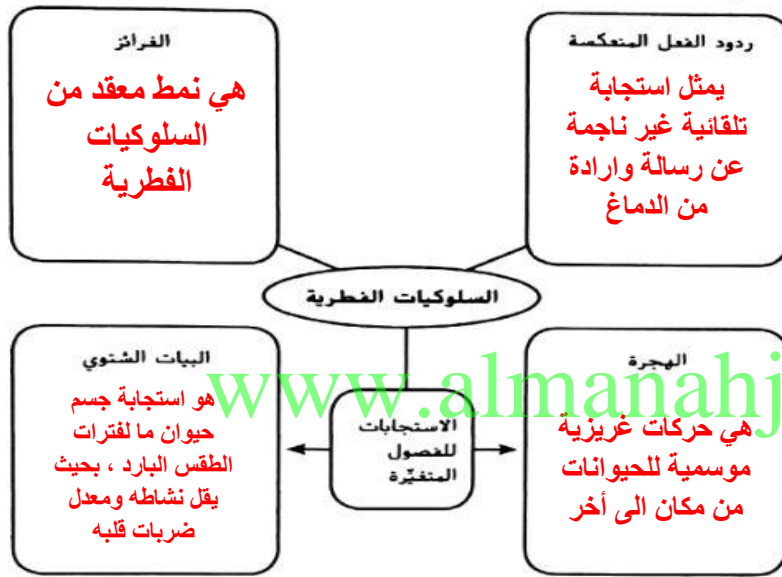 ردود الفعل المنعكسة
يمثل استجابة
تلقائية غير ناجمة
عن رسالة وارادة
من الدماغ
الغرائز
هي نمط معقد من
السلوكيات
الفطرية
السلوكيات الفطرية
الهجرة
هي حركات غريزية
موسمية للحيوانات
من مكان الى أخر
الاستجابات
للفصول
المتغيّرة
البيات الشتوي
هو استجابة جسم
حيوان ما لفترات
الطقس البارد ، بحيث
يقل نشاطه ومعدل
ضربات قلبه
www.almanahj